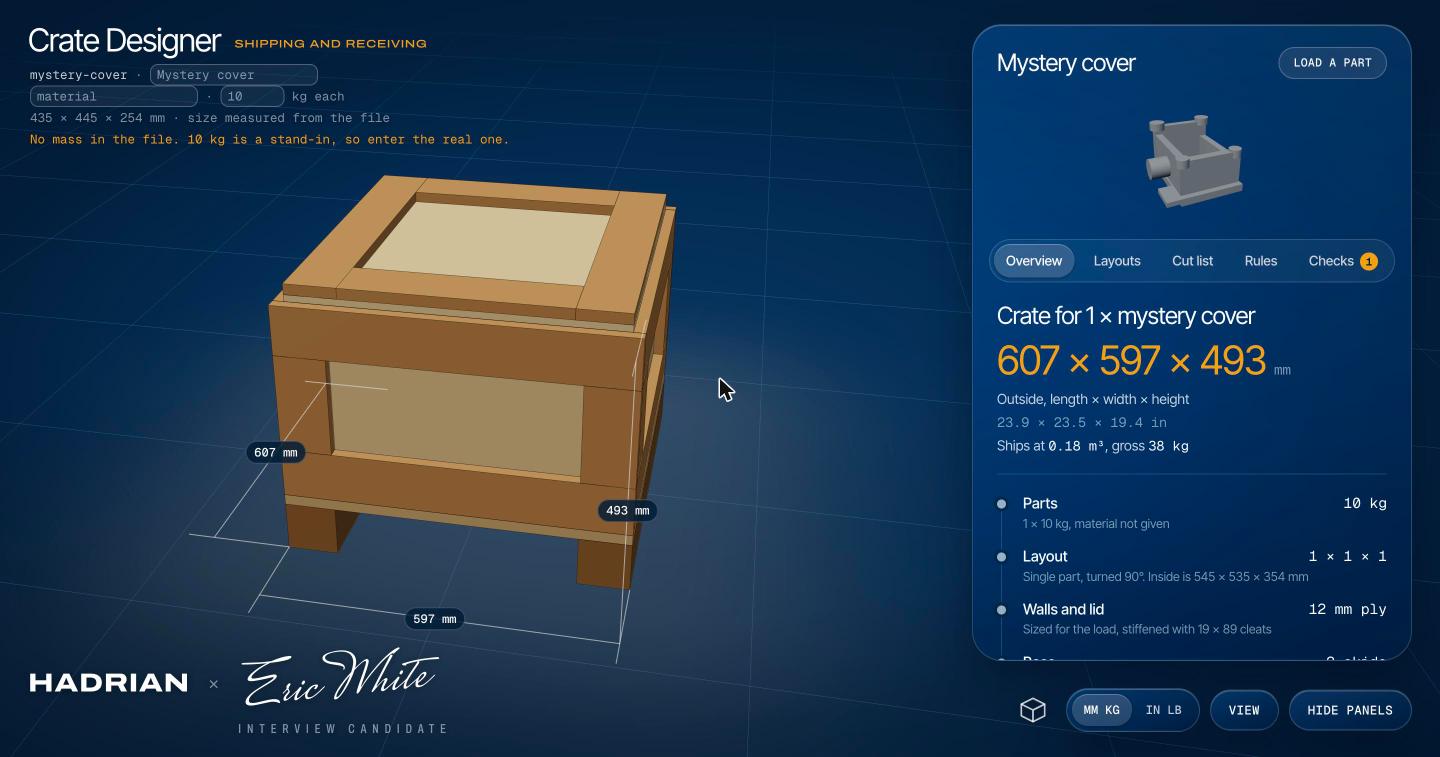 Crate Designer SHIPPING AND RECEIVING
mystery-cover · Mystery cover
material · 10 kg each
435 × 445 × 254 mm · size measured from the file
No mass in the file. 10 kg is a stand-in, so enter the real one.
607 mm
493 mm
597 mm
HADRIAN × Eric White
INTERVIEW CANDIDATE
Mystery cover LOAD A PART
Overview Layouts Cut list Rules Checks 1
Crate for 1 × mystery cover
607 × 597 × 493 mm
Outside, length × width × height
23.9 × 23.5 × 19.4 in
Ships at 0.18 m³, gross 38 kg
Parts 10 kg
1 × 10 kg, material not given
Layout 1 × 1 × 1
Single part, turned 90°. Inside is 545 × 535 × 354 mm
Walls and lid 12 mm ply
Sized for the load, stiffened with 19 × 89 cleats
MM KG IN LB VIEW HIDE PANELS